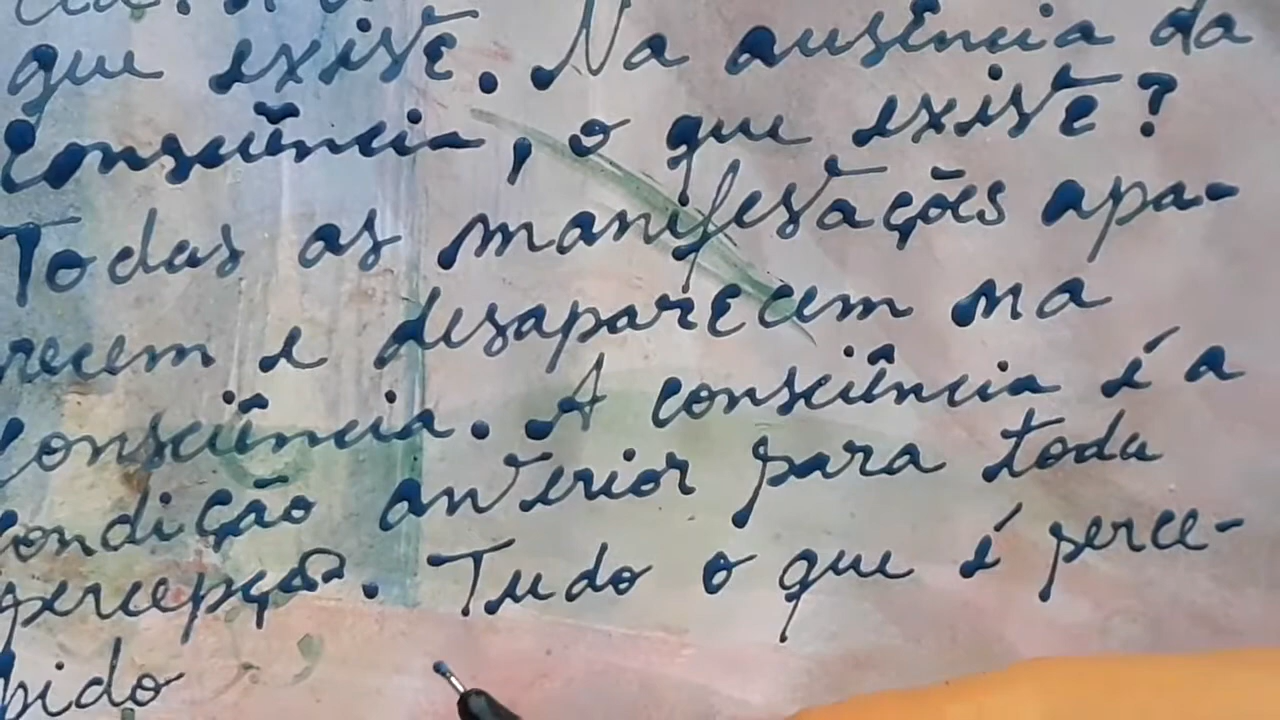 que existe. Na ausência da
consciência, o que existe?
Todas as manifestações apa-
recem e desaparecem na
consciência. A consciência é a
condição anterior para toda
percepção. Tudo o que é perce-
bido